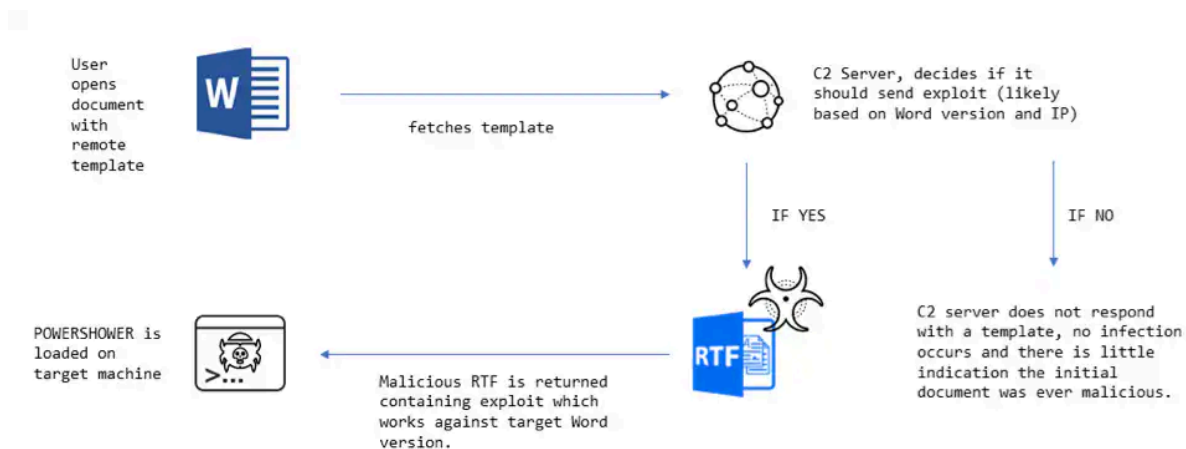 User
opens
document
with
remote
template
W
fetches template
C2 Server, decides if it
should send exploit (likely
based on Word version and IP)
IF YES
IF NO
POWERSHOWER is
loaded on
target machine
>...
Malicious RTF is returned
containing exploit which
works against target Word
version.
RTF
C2 server does not respond
with a template, no infection
occurs and there is little
indication the initial
document was ever malicious.